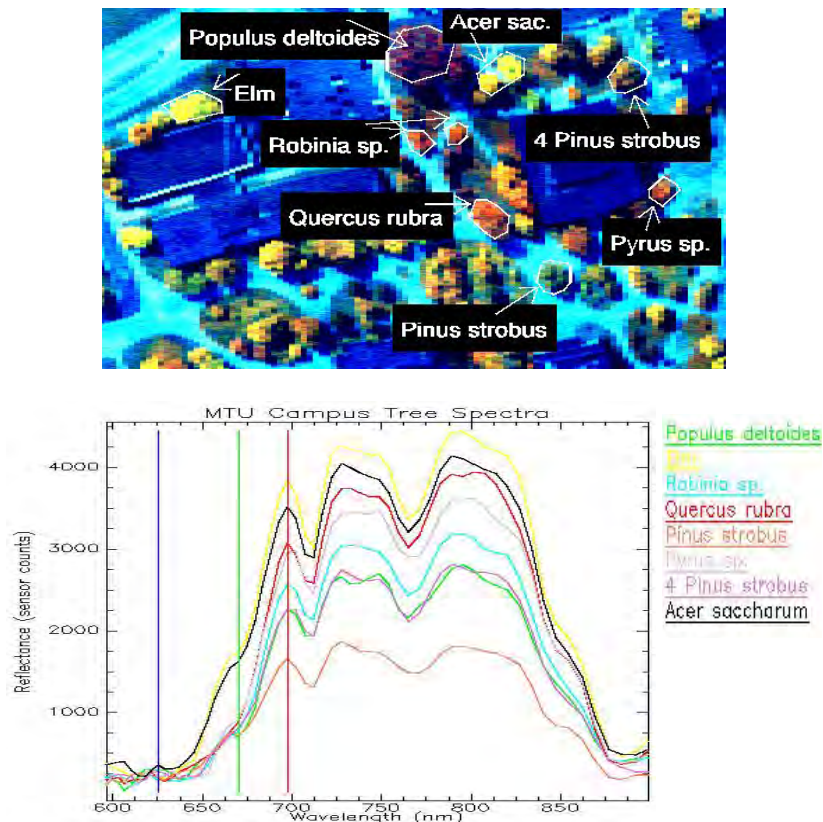 Populus deltoides
Acer sac.
Elm
Robinia sp.
4 Pinus strobus
Quercus rubra
Pyrus sp.
Pinus strobus
MTU Campus Tree Spectra
Reflectance (sensor counts)
4000
3000
2000
1000
600
650
700
750
800
850
Wavelength (nm)
Populus deltoides
Elm
Robinia sp.
Quercus rubra
Pinus strobus
Pyrus sp.
4 Pinus strobus
Acer saccharum